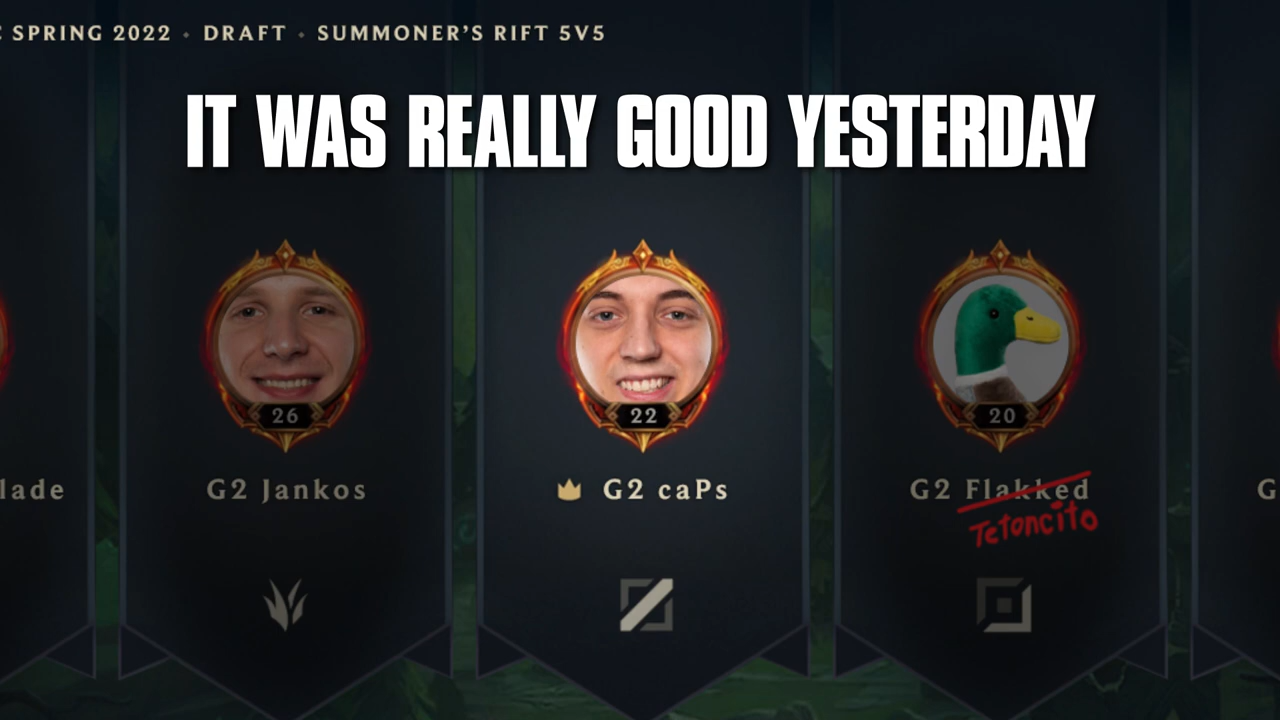 SPRING 2022 • DRAFT • SUMMONER'S RIFT 5V5
IT WAS REALLY GOOD YESTERDAY
26
22
20
lade
G2 Jankos
G2 caPs
G2 Flakked
G
Tetoncito